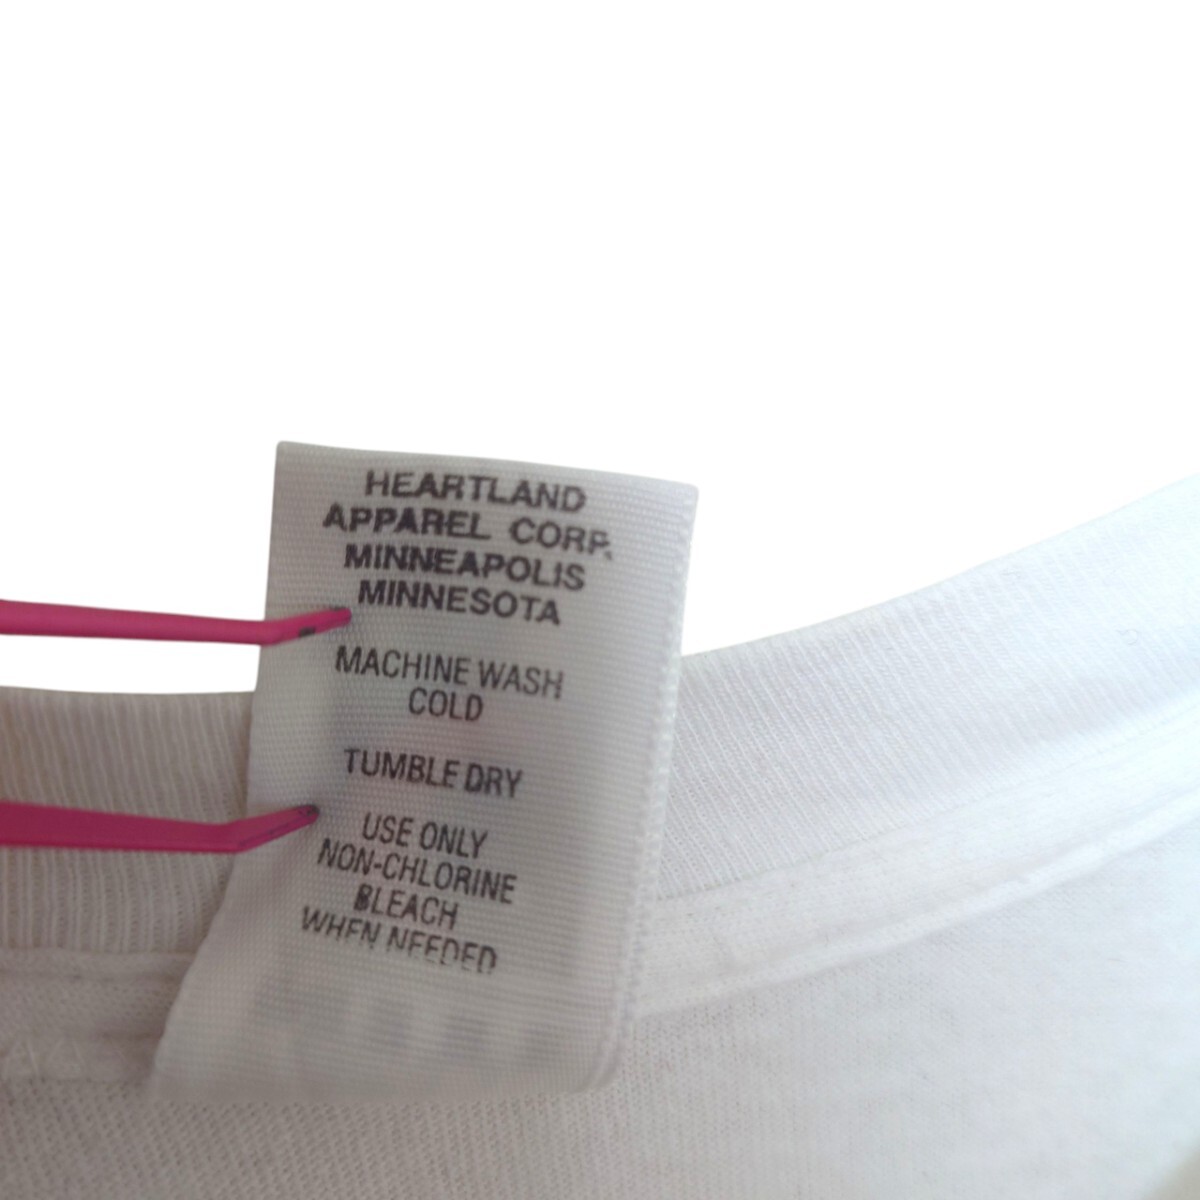 HEARTLAND
APPAREL CORP.
MINNEAPOLIS
MINNESOTA
MACHINE WASH
COLD
TUMBLE DRY
USE ONLY
NON-CHLORINE
BLEACH
WHEN NEEDED